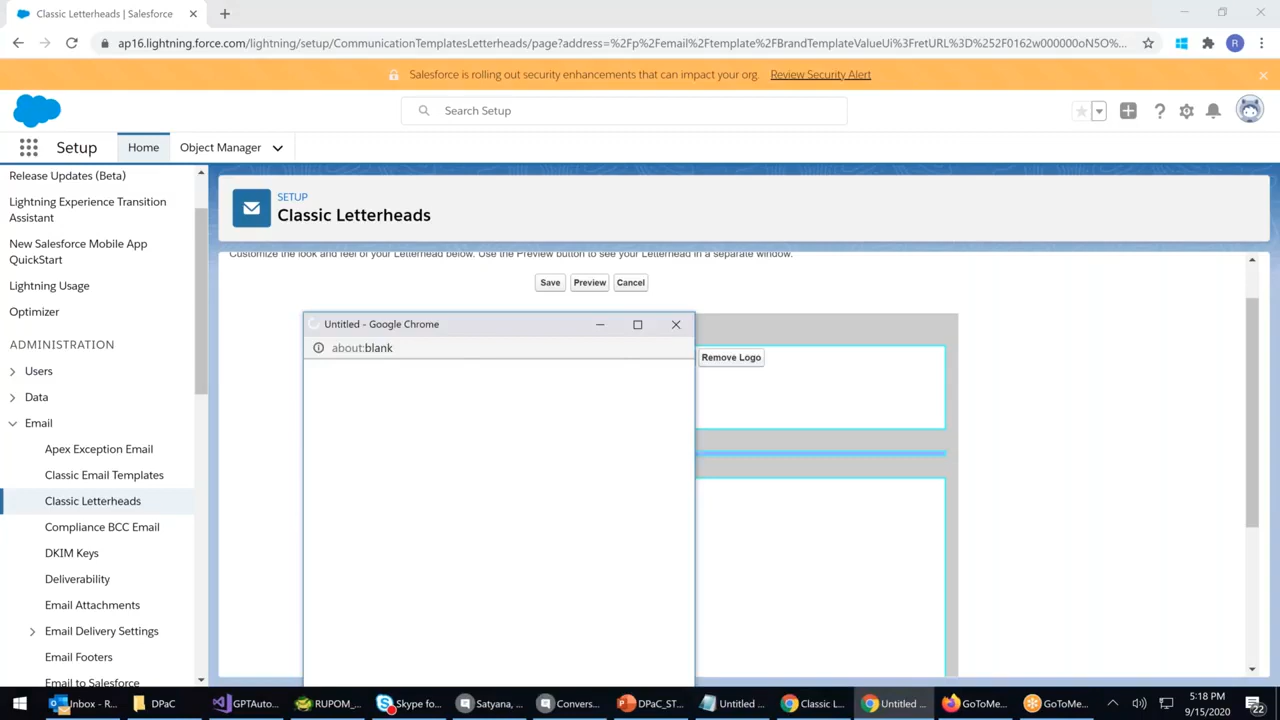 Classic Letterheads | Salesforce
ap16.lightning.force.com/lightning/setup/CommunicationTemplatesLetterheads/page?address=%2Fp%2Femail%2Ftemplate%2FBrandTemplateValueUi%3FretURL%3D%252F0162w000000oN5O%...
R
Salesforce is rolling out security enhancements that can impact your org. Review Security Alert
Search Setup
Setup
Home
Object Manager
Release Updates (Beta)
Lightning Experience Transition
Assistant
New Salesforce Mobile App
QuickStart
Lightning Usage
Optimizer
ADMINISTRATION
Users
Data
Email
Apex Exception Email
Classic Email Templates
Classic Letterheads
Compliance BCC Email
DKIM Keys
Deliverability
Email Attachments
Email Delivery Settings
Email Footers
Email to Salesforce
SETUP
Classic Letterheads
Customize the look and feel of your Letterhead below. Use the Preview button to see your Letterhead in a separate window.
Save
Preview
Cancel
Untitled - Google Chrome
about:blank
Remove Logo
Inbox - R...
DPaC
GPTAuto...
RUPOM_...
Skype fo...
Satyana, ...
Convers...
DPaC_ST...
Untitled ...
Classic L...
Untitled ...
GoToMe...
GoToMe...
5:18 PM
9/15/2020
22